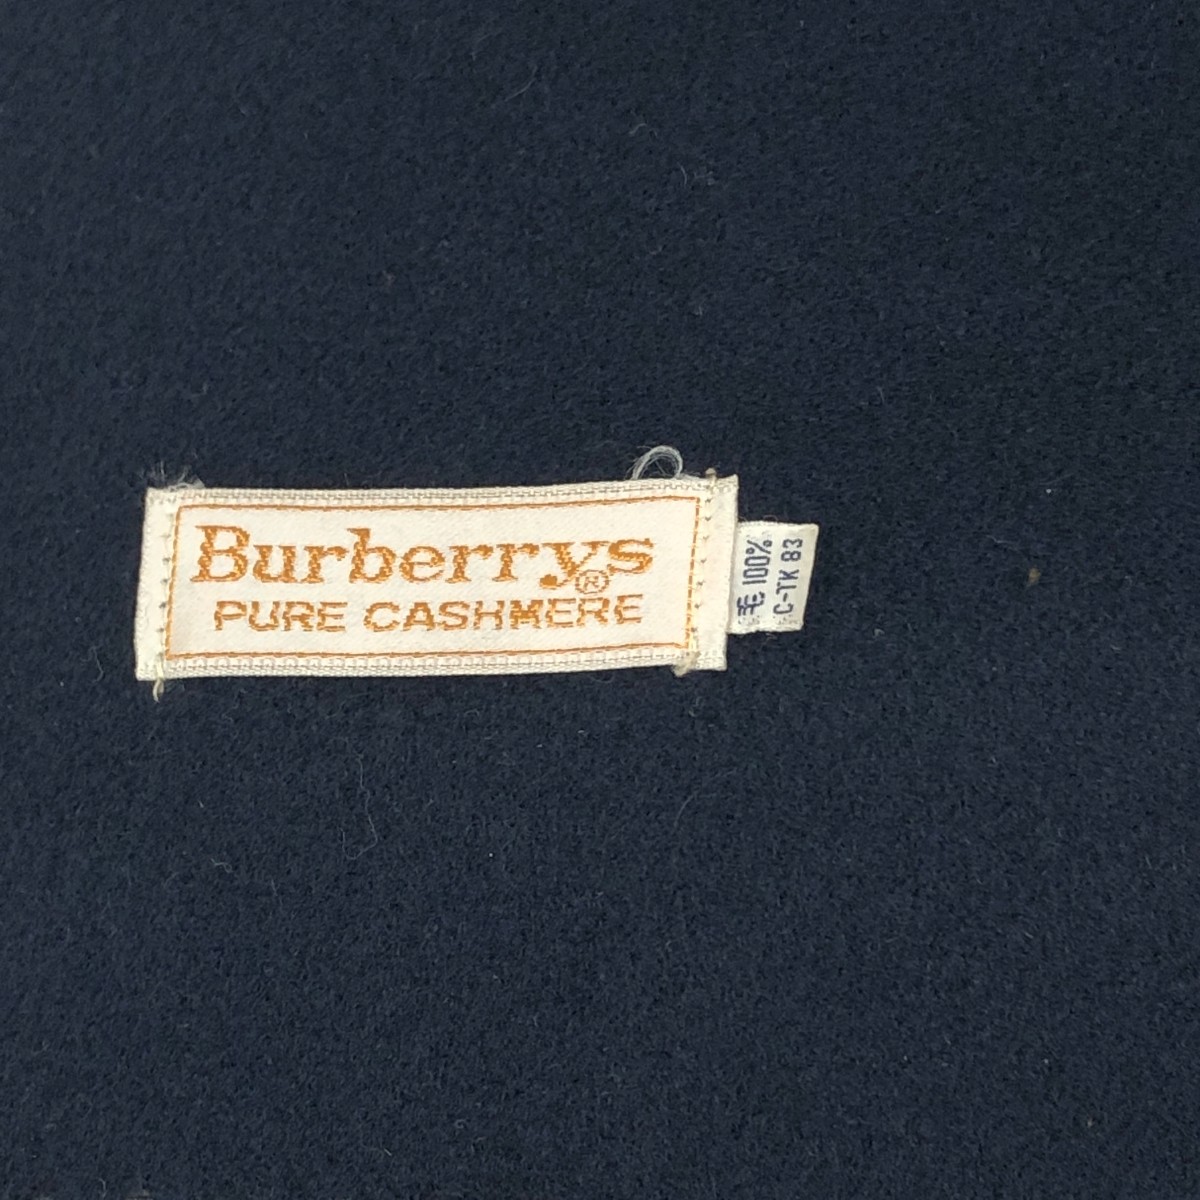 Burberrys®
PURE CASHMERE
毛 100%
C-TK 83